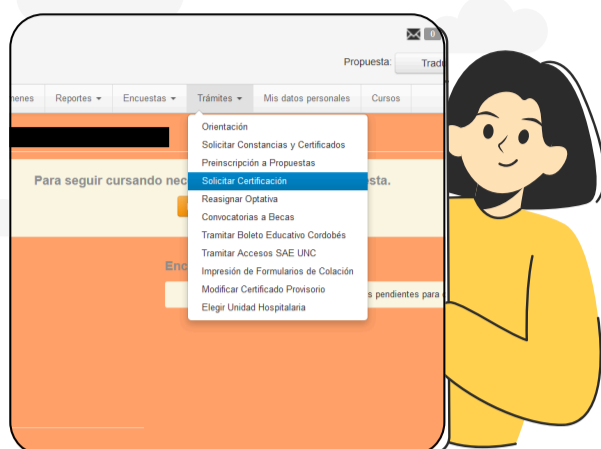 0
Propuesta: Tradu
menes Reportes Encuestas Trámites Mis datos personales Cursos
Orientación
Solicitar Constancias y Certificados
Preinscripción a Propuestas
Para seguir cursando nec
Solicitar Certificación
sta.
Reasignar Optativa
Convocatorias a Becas
Tramitar Boleto Educativo Cordobés
Tramitar Accesos SAE UNC
Enc
Impresión de Formularios de Colación
Modificar Certificado Provisorio
s pendientes para
Elegir Unidad Hospitalaria